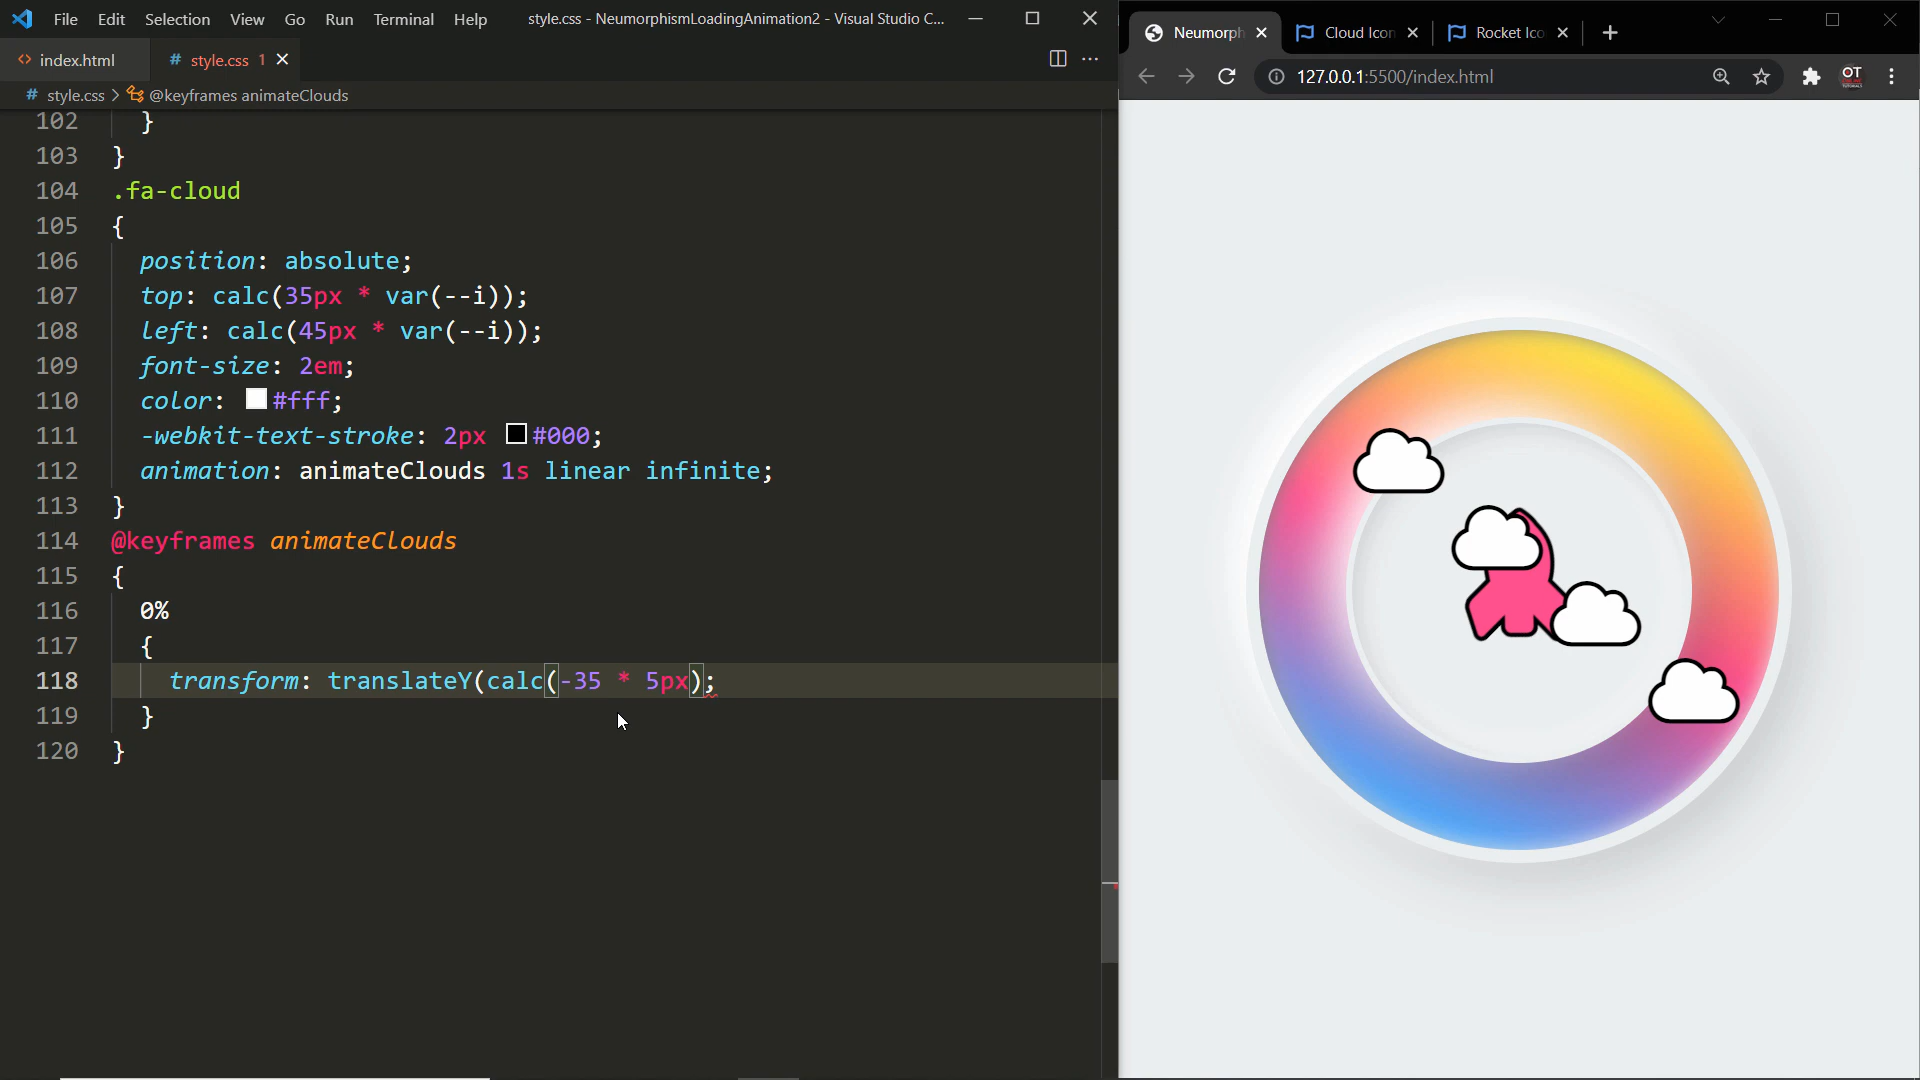 File Edit Selection View Go Run Terminal Help style.css - NeumorphismLoadingAnimation2 - Visual Studio C...
index.html style.css 1
style.css > @keyframes animateClouds
102 }
103 }
104 .fa-cloud
105 {
106 position: absolute;
107 top: calc(35px * var(--i));
108 left: calc(45px * var(--i));
109 font-size: 2em;
110 color: #fff;
111 -webkit-text-stroke: 2px #000;
112 animation: animateClouds 1s linear infinite;
113 }
114 @keyframes animateClouds
115 {
116 0%
117 {
118 transform: translateY(calc(-35 * 5px);
119 }
120 }
Neumorph Cloud Icon Rocket Ico
127.0.0.1:5500/index.html
OT